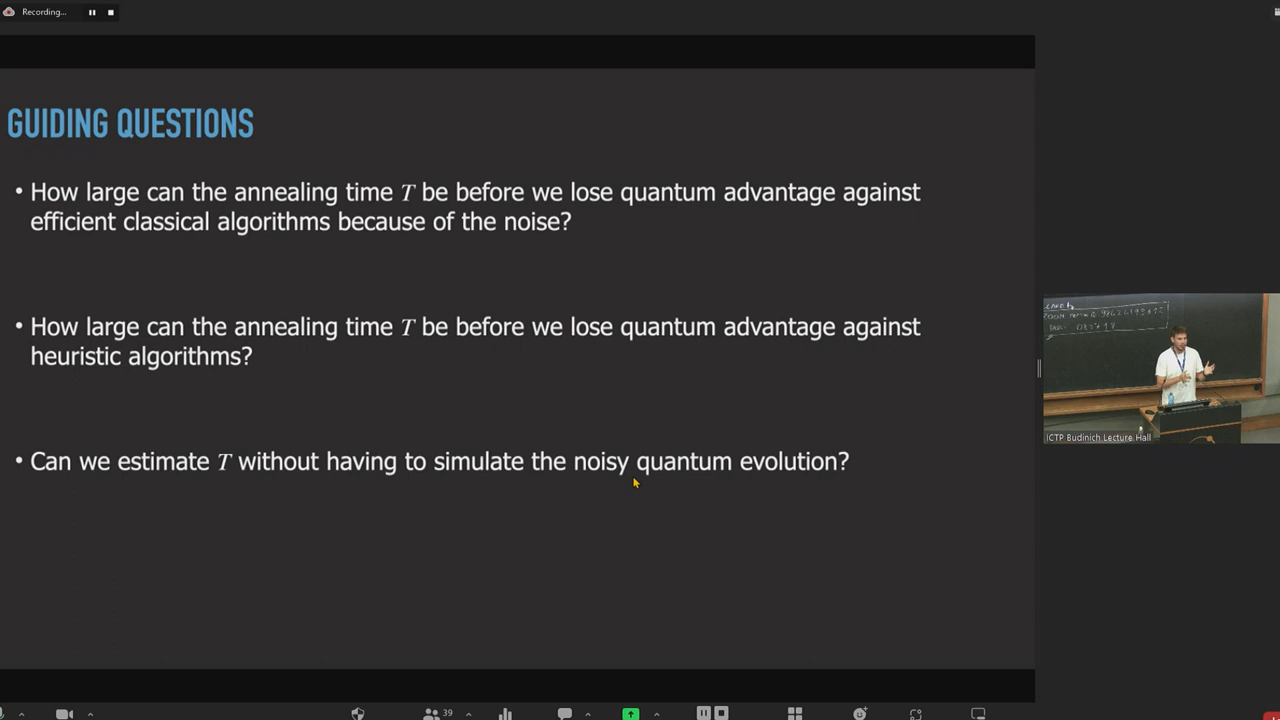 Recording...
GUIDING QUESTIONS
• How large can the annealing time T be before we lose quantum advantage against
efficient classical algorithms because of the noise?
• How large can the annealing time T be before we lose quantum advantage against
heuristic algorithms?
• Can we estimate T without having to simulate the noisy quantum evolution?
ICTP Budinich Lecture Hall
39